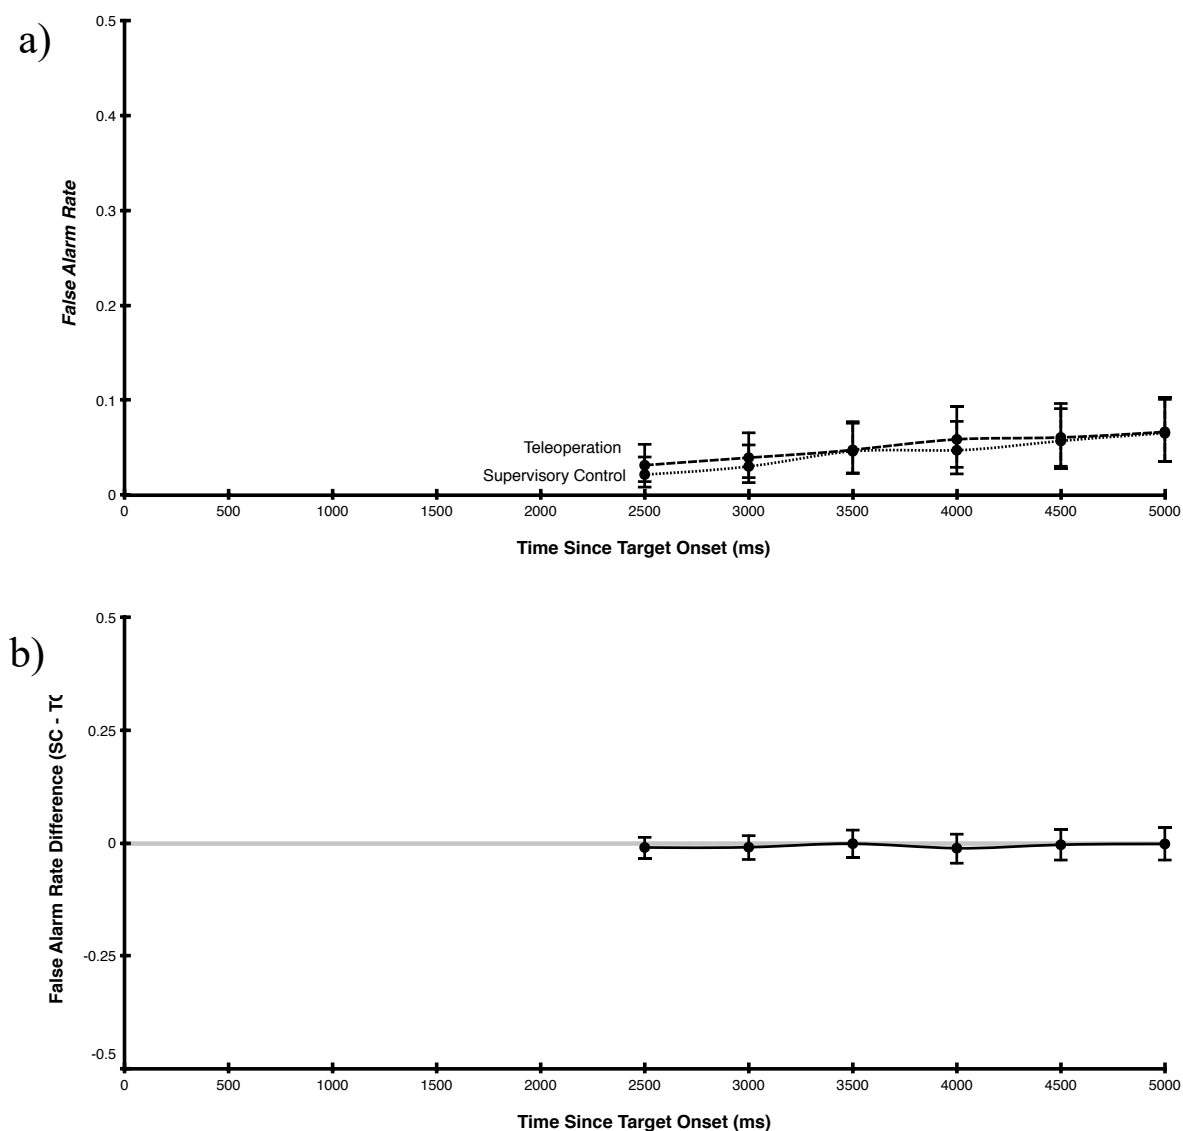 a)
False Alarm Rate
0.5
0.4
0.3
0.2
0.1
0
Teleoperation
Supervisory Control
0 500 1000 1500 2000 2500 3000 3500 4000 4500 5000
Time Since Target Onset (ms)
b)
False Alarm Rate Difference (SC - T
0.5
0.25
0
-0.25
-0.5
0 500 1000 1500 2000 2500 3000 3500 4000 4500 5000
Time Since Target Onset (ms)